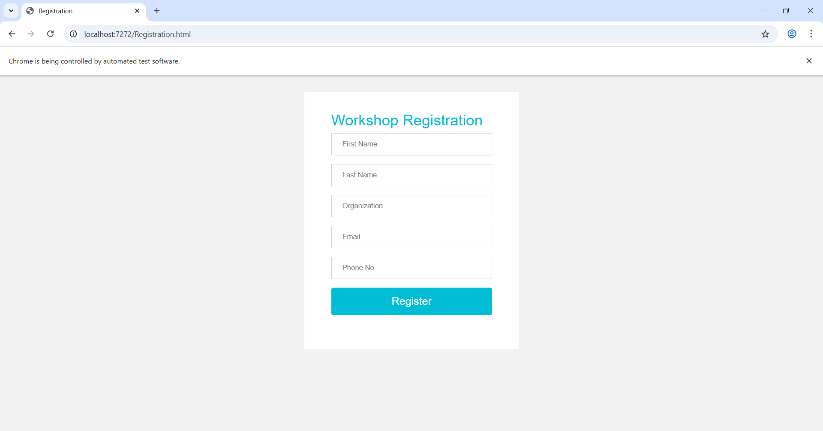 Registration
localhost:7272/Registration.html
Chrome is being controlled by automated test software.
Workshop Registration
First Name
Last Name
Organization
Email
Phone No.
Register